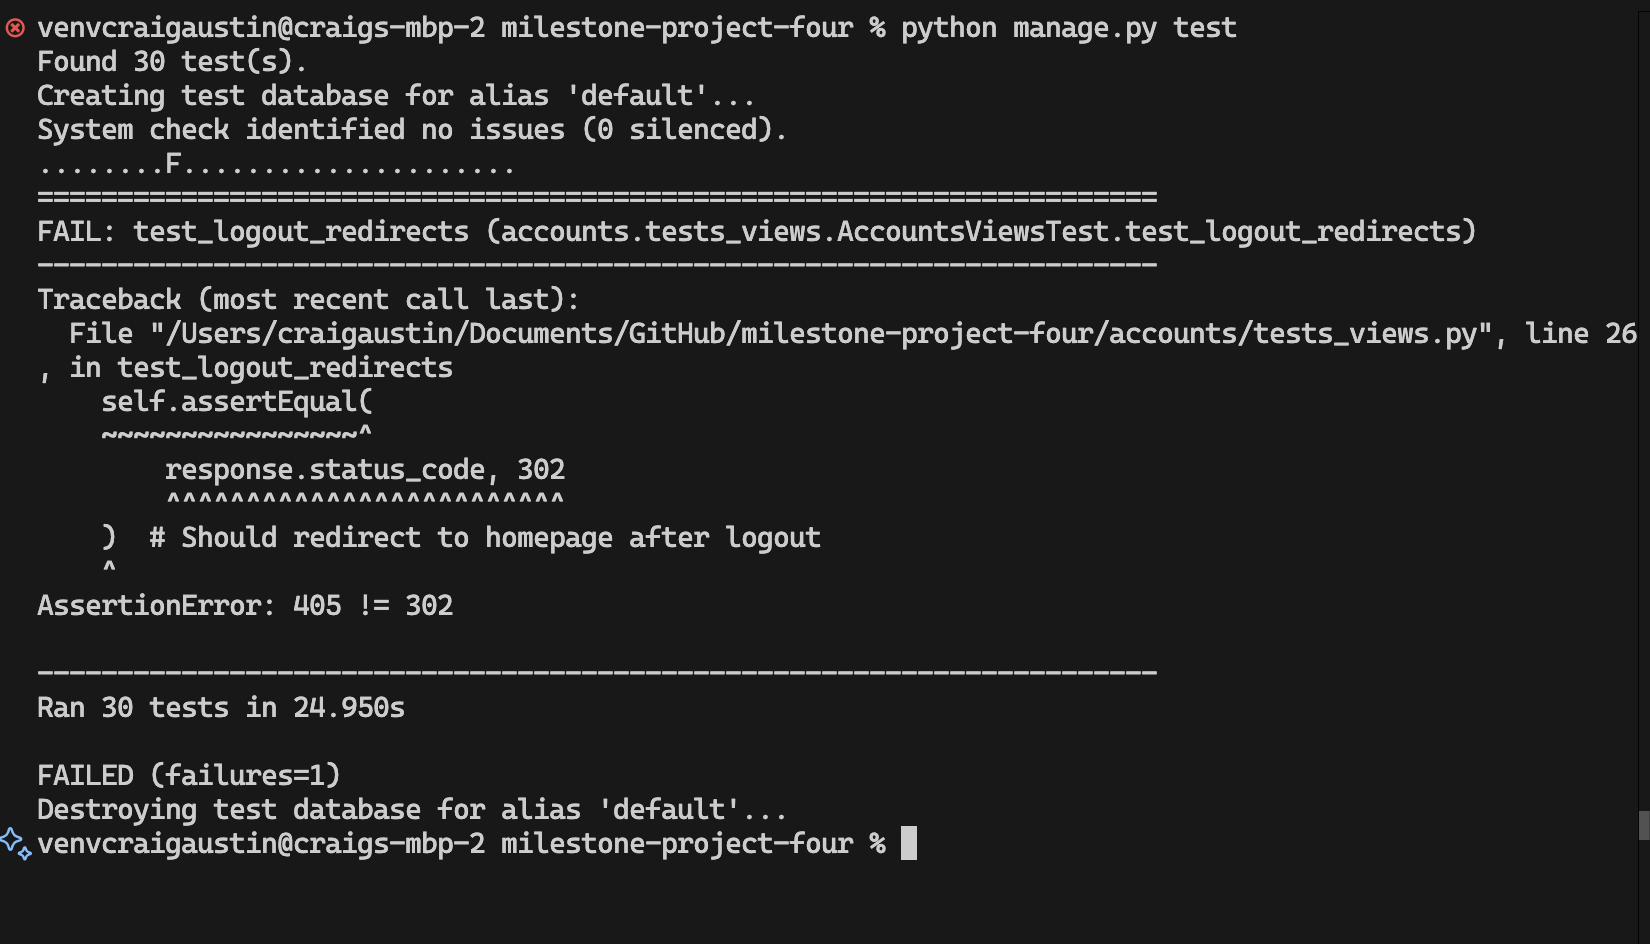 venvcraigaustin@craigs-mbp-2 milestone-project-four % python manage.py test
Found 30 test(s).
Creating test database for alias 'default'...
System check identified no issues (0 silenced).
........F.....................
======================================================================
FAIL: test_logout_redirects (accounts.tests_views.AccountsViewsTest.test_logout_redirects)
----------------------------------------------------------------------
Traceback (most recent call last):
  File "/Users/craigaustin/Documents/GitHub/milestone-project-four/accounts/tests_views.py", line 26
, in test_logout_redirects
    self.assertEqual(
    ~~~~~~~~~~~~~~~~^
        response.status_code, 302
        ^^^^^^^^^^^^^^^^^^^^^^^^^
    )  # Should redirect to homepage after logout
    ^
AssertionError: 405 != 302

----------------------------------------------------------------------
Ran 30 tests in 24.950s

FAILED (failures=1)
Destroying test database for alias 'default'...
venvcraigaustin@craigs-mbp-2 milestone-project-four %